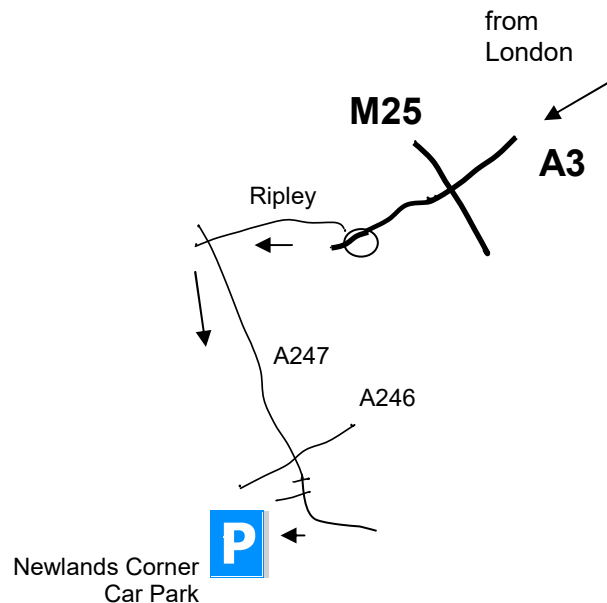 from
London
M25
A3
Ripley
A247
A246
P
Newlands Corner
Car Park